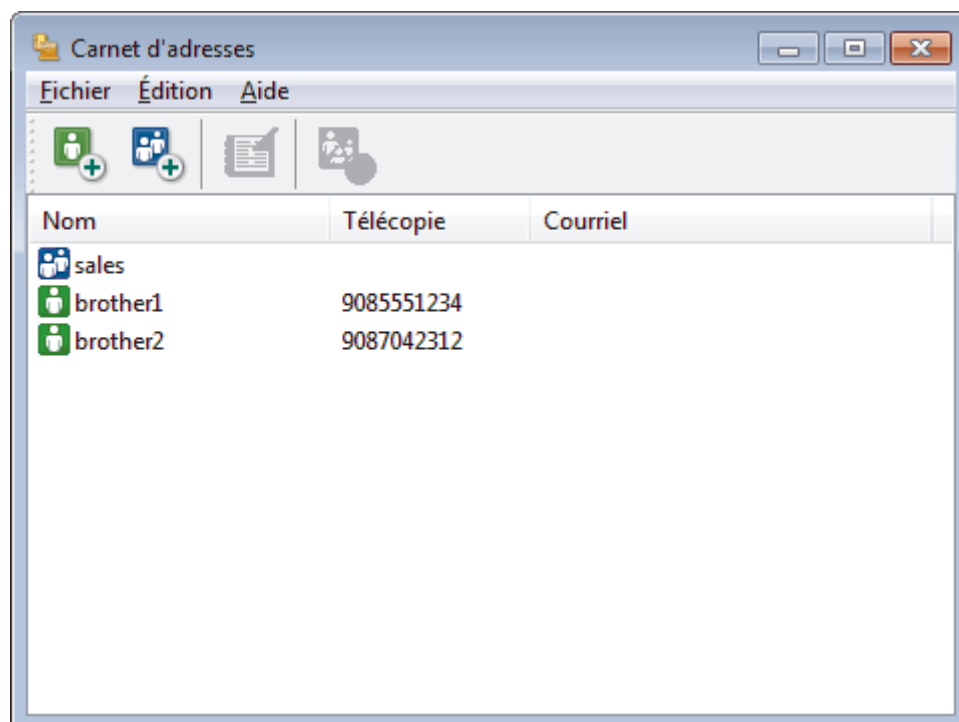 Carnet d'adresses
Fichier Édition Aide
Nom Télécopie Courriel
sales
brother1 9085551234
brother2 9087042312